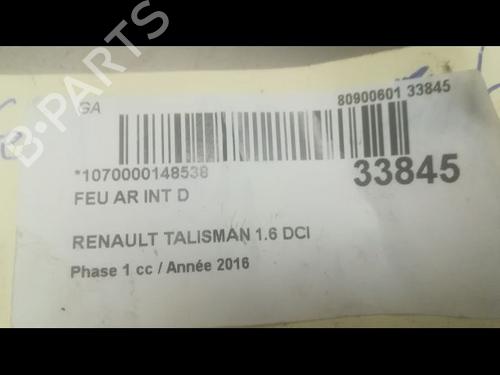 GA
80900601 33845
*1070000148538
33845
FEU AR INT D
RENAULT TALISMAN 1.6 DCI
Phase 1 cc / Année 2016
B-PARTS